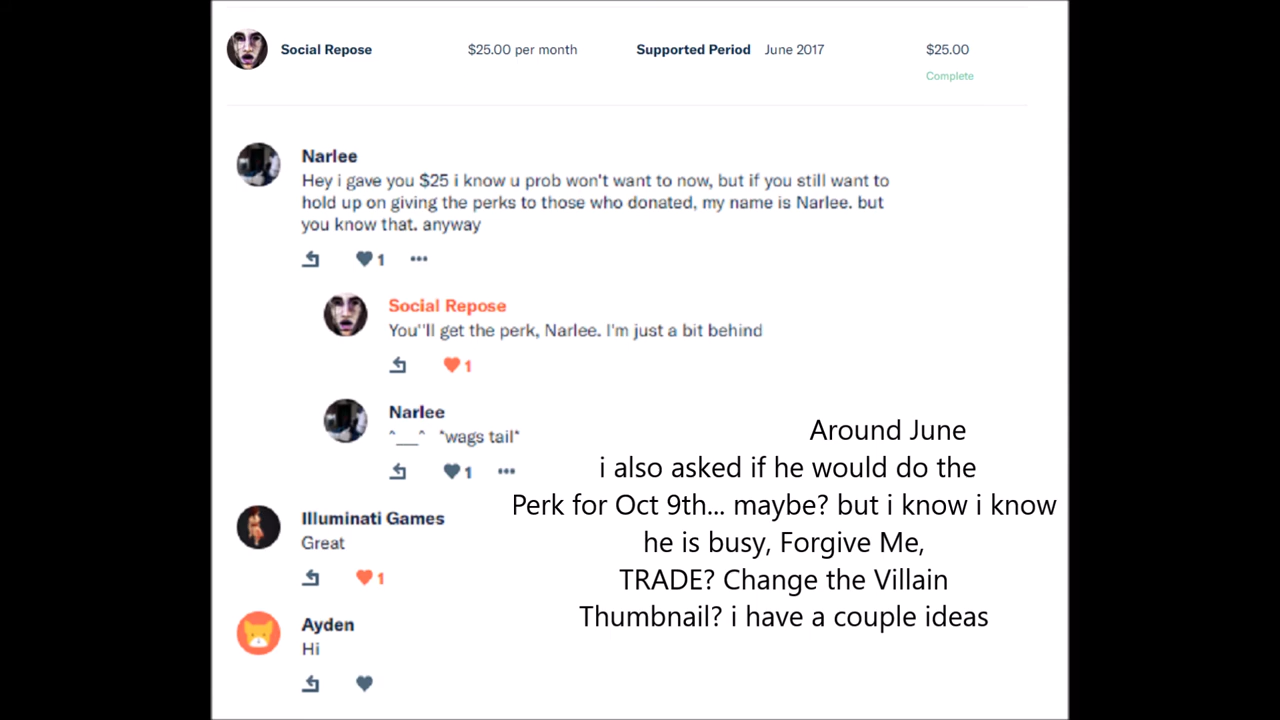 Social Repose $25.00 per month Supported Period June 2017 $25.00
Complete
Narlee
Hey i gave you $25 i know u prob won't want to now, but if you still want to
hold up on giving the perks to those who donated, my name is Narlee. but
you know that. anyway
1
Social Repose
You''ll get the perk, Narlee. I'm just a bit behind
1
Narlee
^__^ *wags tail*
1
Around June
i also asked if he would do the
Perk for Oct 9th... maybe? but i know i know
he is busy, Forgive Me,
TRADE? Change the Villain
Thumbnail? i have a couple ideas
Illuminati Games
Great
1
Ayden
Hi